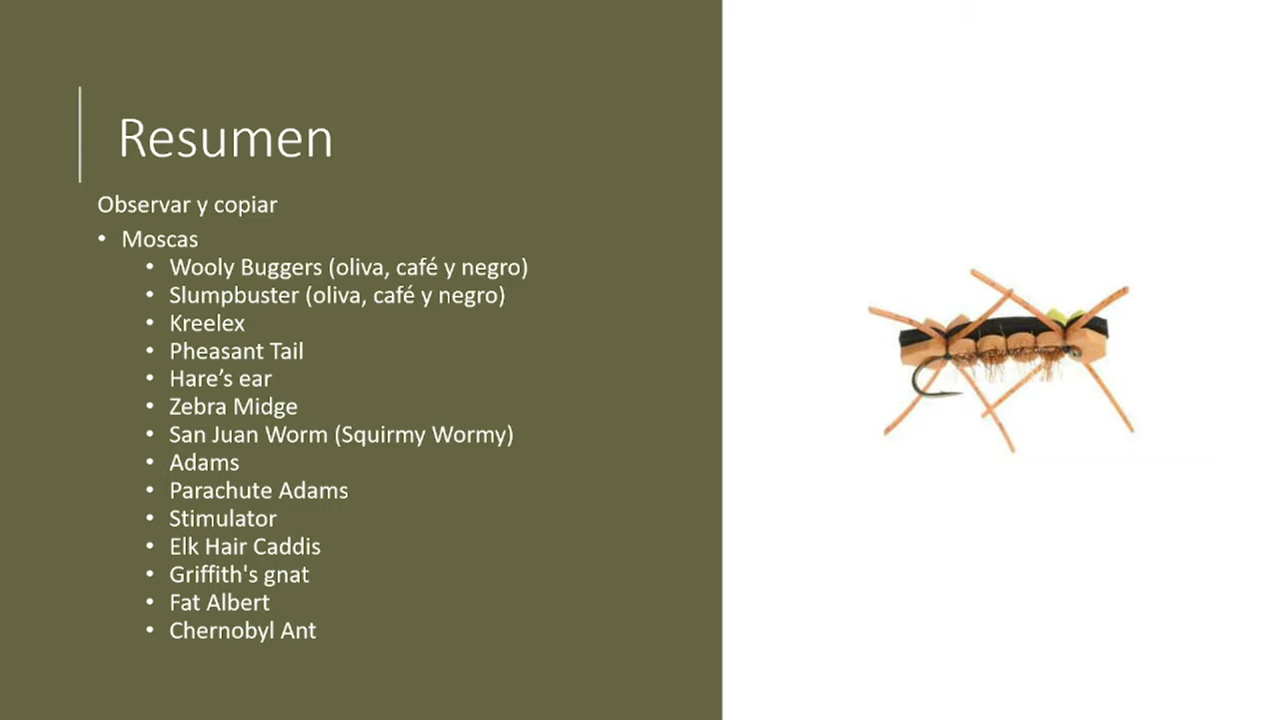 Resumen
Observar y copiar
• Moscas
• Wooly Buggers (oliva, café y negro)
• Slumpbuster (oliva, café y negro)
• Kreelex
• Pheasant Tail
• Hare’s ear
• Zebra Midge
• San Juan Worm (Squirmy Wormy)
• Adams
• Parachute Adams
• Stimulator
• Elk Hair Caddis
• Griffith's gnat
• Fat Albert
• Chernobyl Ant